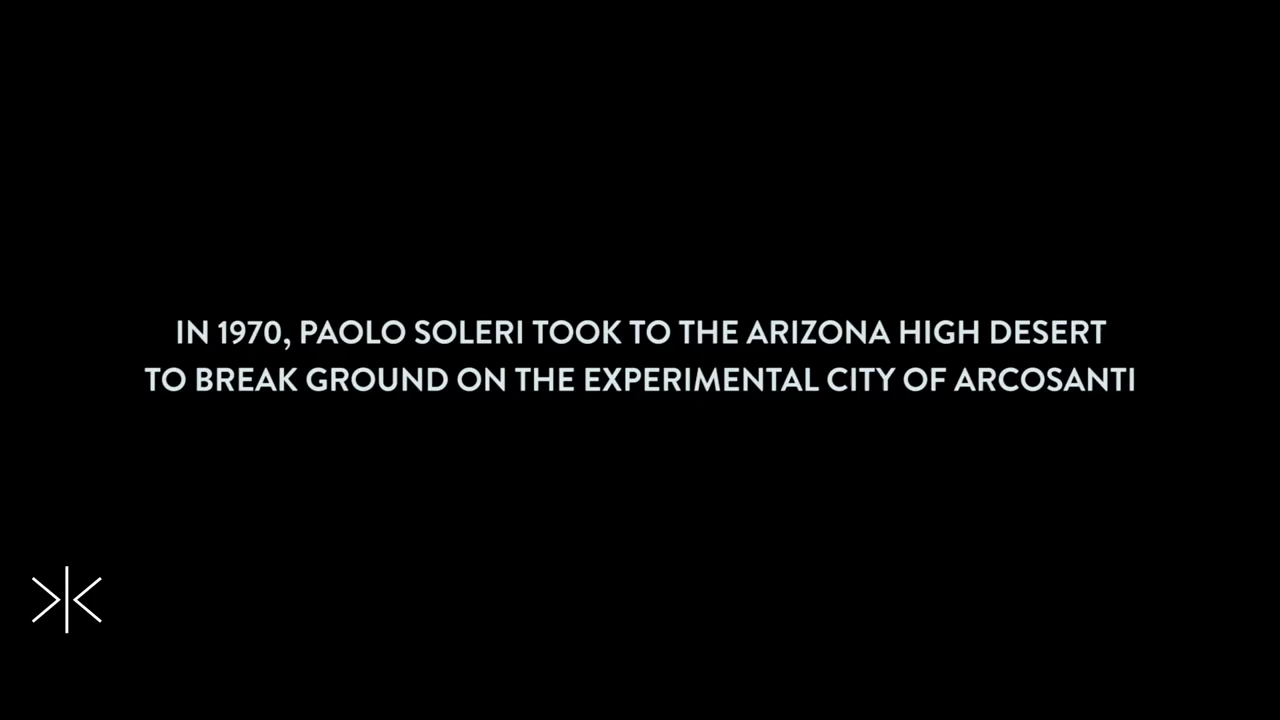 IN 1970, PAOLO SOLERI TOOK TO THE ARIZONA HIGH DESERT
TO BREAK GROUND ON THE EXPERIMENTAL CITY OF ARCOSANTI